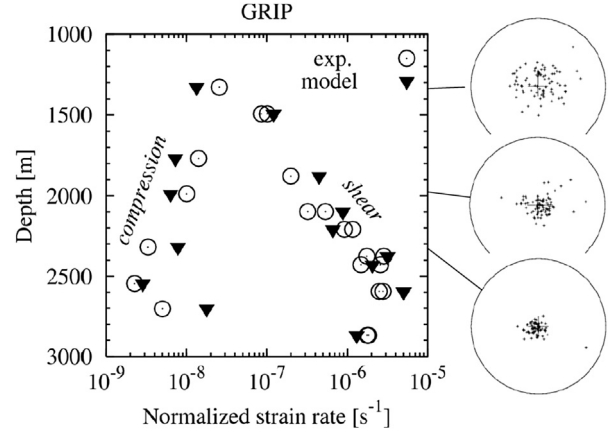 GRIP
1000
1500
2000
2500
3000
Depth [m]
exp.
model
compression
shear
10^-9
10^-8
10^-7
10^-6
10^-5
Normalized strain rate [s^-1]